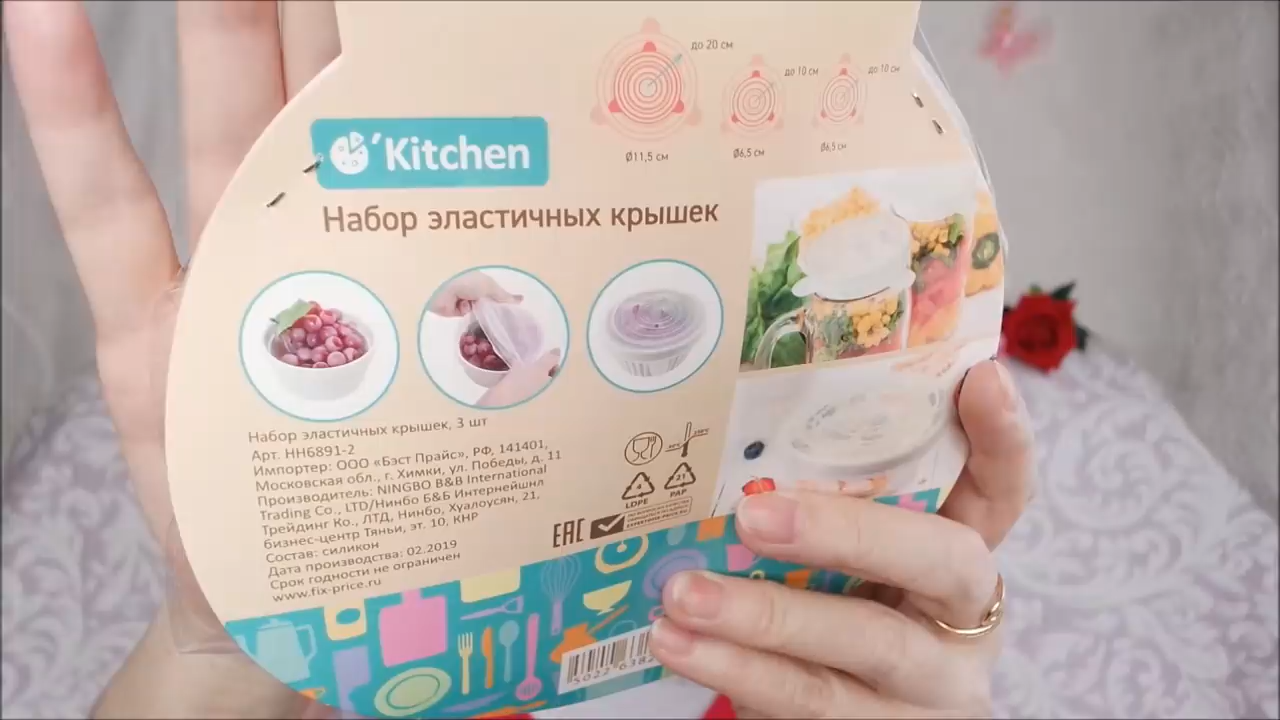 до 20 см
до 10 см
до 10 см
Ø11,5 см
Ø6,5 см
Ø6,5 см
'Kitchen
Набор эластичных крышек
Набор эластичных крышек, 3 шт
Арт. HH6891-2
Импортер: ООО «Бэст Прайс», РФ, 141401,
Московская обл., г. Химки, ул. Победы, д. 11
Производитель: NINGBO B&B International
Trading Co., LTD/Нинбо Б&Б Интернейшнл
Трейдинг Ко., ЛТД, Нинбо, Хуалоусян, 21,
бизнес-центр Тяньи, эт. 10, КНР
Состав: силикон
Дата производства: 02.2019
Срок годности не ограничен
www.fix-price.ru
4
LDPE
21
PAP
EAC
5022 6382